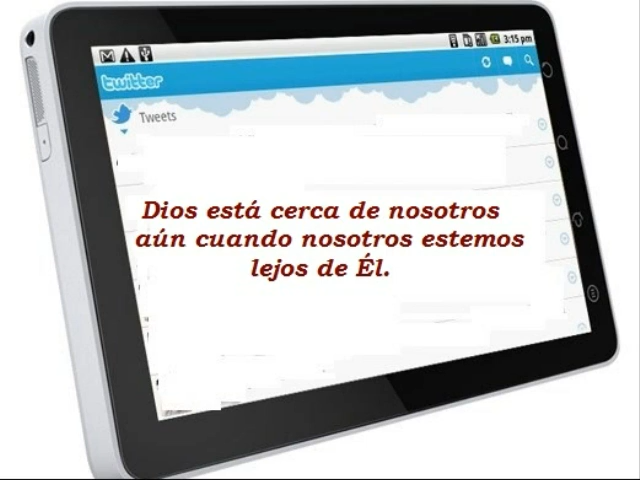 3:15 pm
twitter
Tweets
Dios está cerca de nosotros
aún cuando nosotros estemos
lejos de Él.